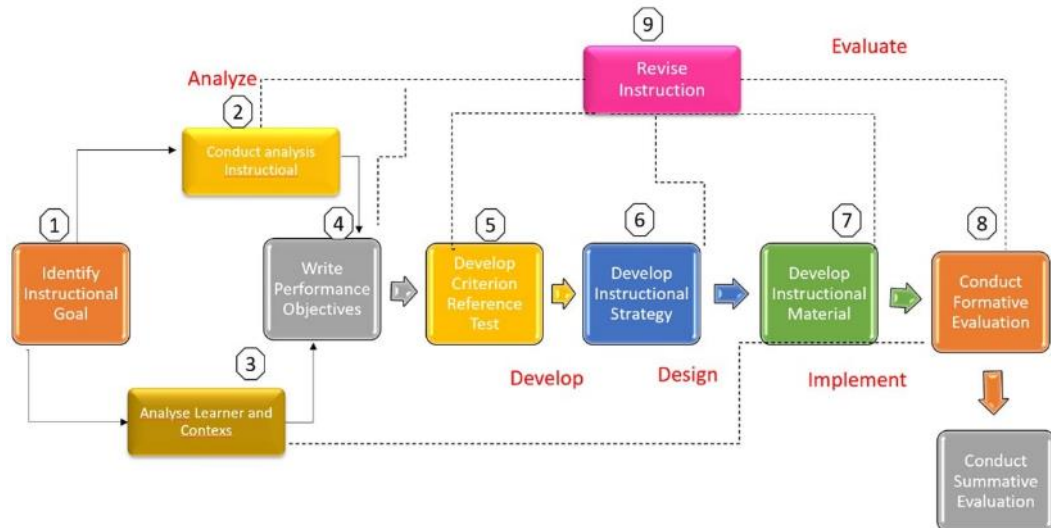 9
Evaluate
Revise
Instruction
Analyze
2
Conduct analysis
Instructioal
1
Identify
Instructional
Goal
3
Analyse Learner and
Contexs
4
Write
Performance
Objectives
5
Develop
Criterion
Reference
Test
6
Develop
Instructional
Strategy
7
Develop
Instructional
Material
8
Conduct
Formative
Evaluation
Develop
Design
Implement
Conduct
Summative
Evaluation